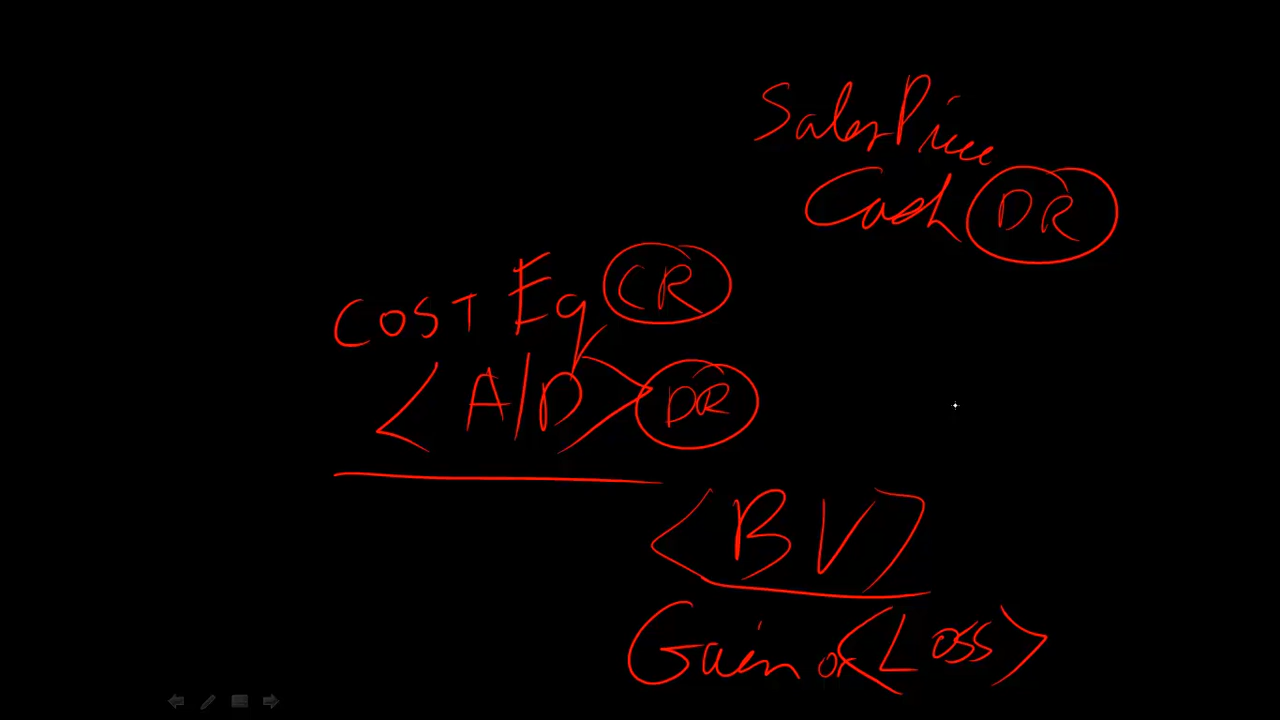 Sales Price
Cash DR
COST Eq CR
<A/D> DR
<BV>
Gain or <Loss>